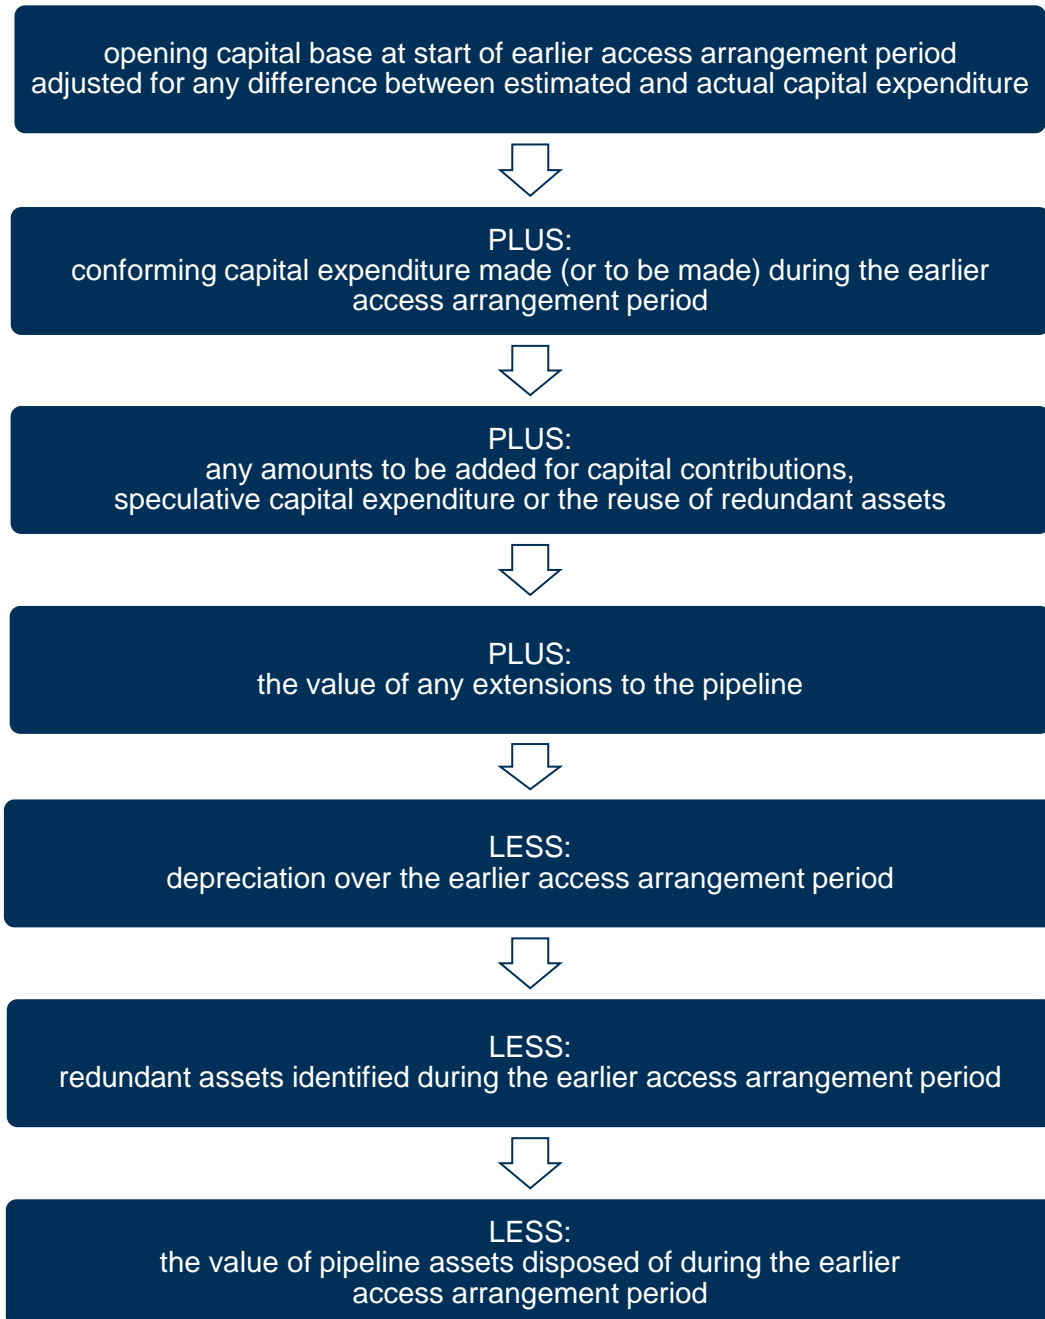 opening capital base at start of earlier access arrangement period
adjusted for any difference between estimated and actual capital expenditure
PLUS:
conforming capital expenditure made (or to be made) during the earlier
access arrangement period
PLUS:
any amounts to be added for capital contributions,
speculative capital expenditure or the reuse of redundant assets
PLUS:
the value of any extensions to the pipeline
LESS:
depreciation over the earlier access arrangement period
LESS:
redundant assets identified during the earlier access arrangement period
LESS:
the value of pipeline assets disposed of during the earlier
access arrangement period